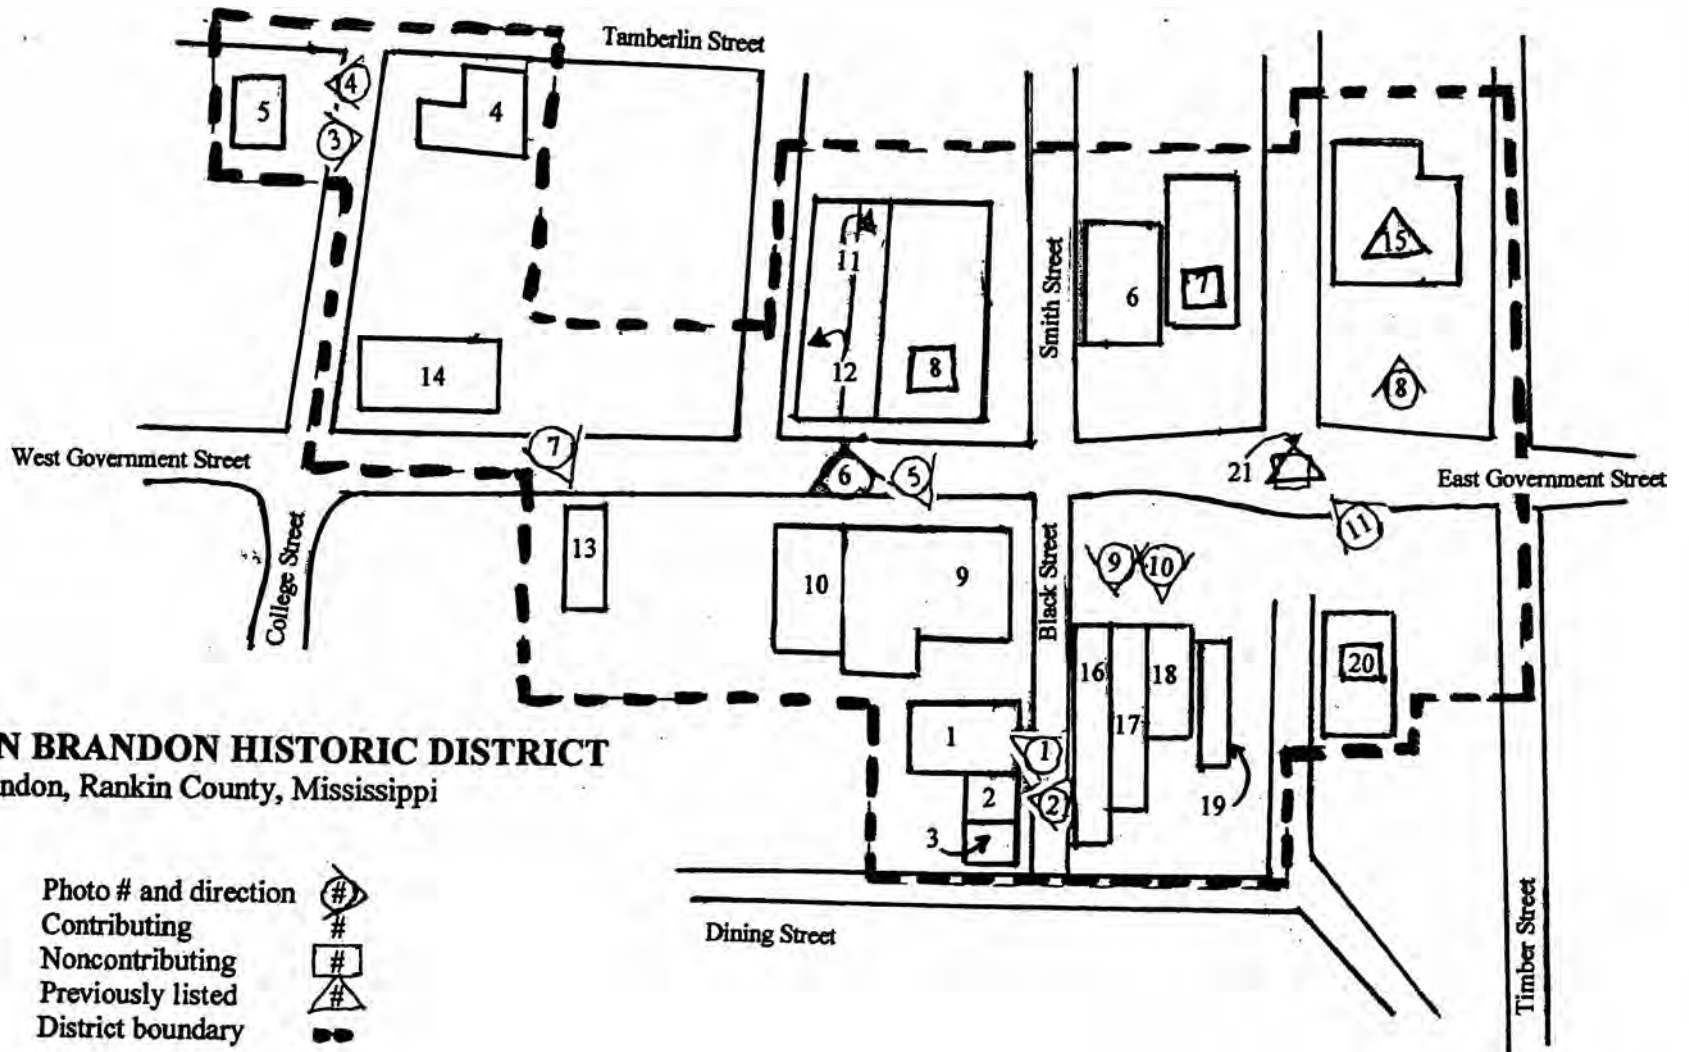 Tamberlin Street
4
5
4
3
11
15
6
7
Smith Street
12
8
14
8
7
West Government Street
6
5
21
East Government Street
11
College Street
13
10
9
Black Street
9
10
16
18
20
17
1
1
2
2
3
19
N BRANDON HISTORIC DISTRICT
ndon, Rankin County, Mississippi
Photo # and direction #
Contributing #
Noncontributing #
Previously listed #
District boundary
Dining Street
Timber Street